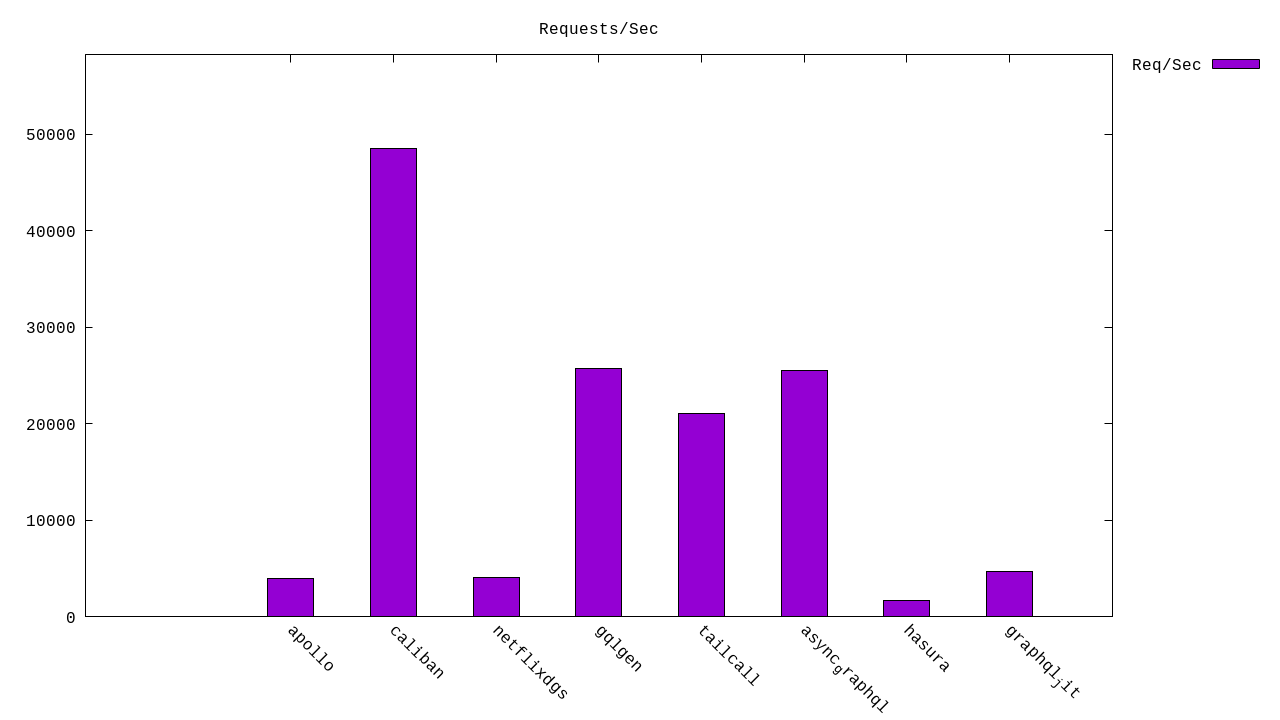 Requests/Sec
Req/Sec
50000
40000
30000
20000
10000
0
apollo
caliban
netflixdgs
gqlgen
tailcall
async_graphql
hasura
graphql_jit